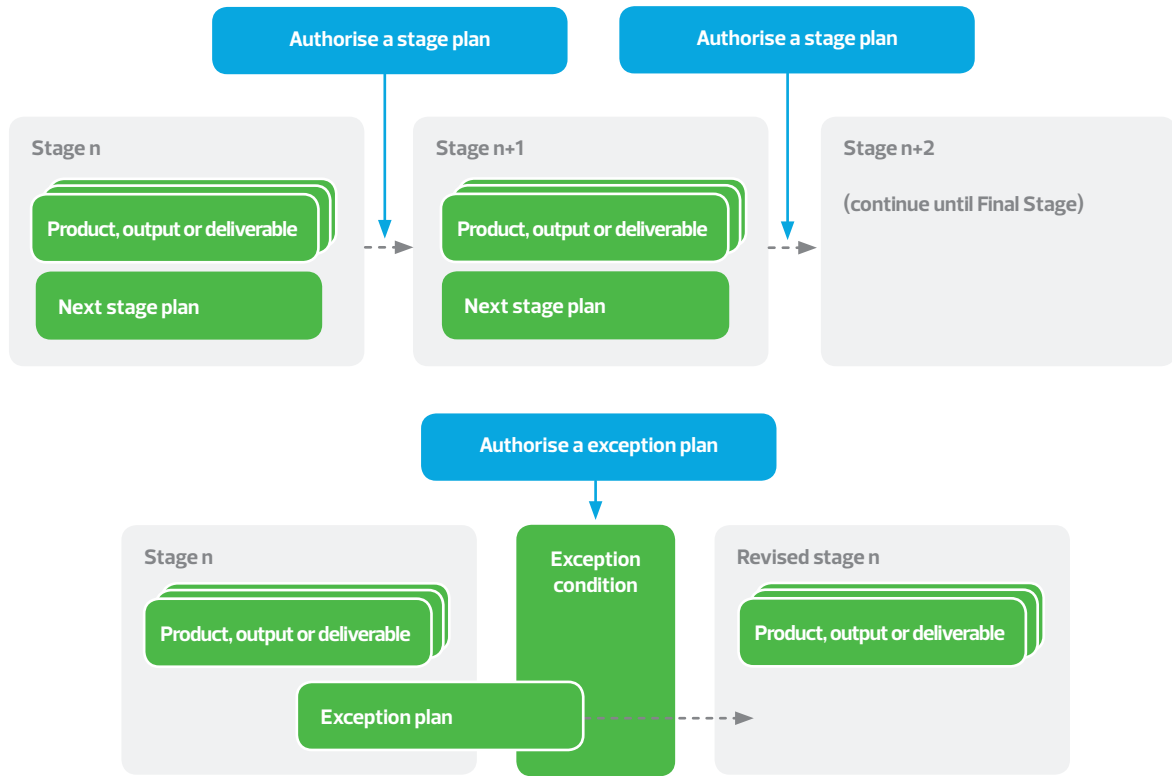 Authorise a stage plan
Authorise a stage plan
Stage n
Stage n+1
Stage n+2
Product, output or deliverable
Product, output or deliverable
(continue until Final Stage)
Next stage plan
Next stage plan
Authorise a exception plan
Stage n
Exception
condition
Revised stage n
Product, output or deliverable
Product, output or deliverable
Exception plan